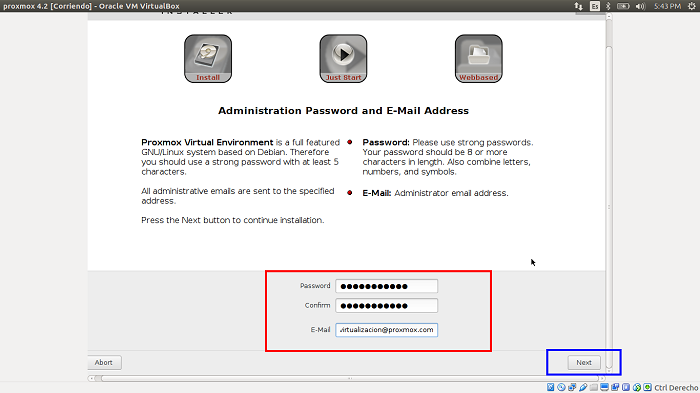 proxmox 4.2 [Corriendo] - Oracle VM VirtualBox
Es
5:43 PM
INSTALLER
Install
Just Start
Webbased
Administration Password and E-Mail Address
Proxmox Virtual Environment is a full featured
GNU/Linux system based on Debian. Therefore
you should use a strong password with at least 5
characters.
All administrative emails are sent to the specified
address.
Press the Next button to continue installation.
Password: Please use strong passwords.
Your password should be 8 or more
characters in length. Also combine letters,
numbers, and symbols.
E-Mail: Administrator email address.
Password ●●●●●●●●●●●
Confirm ●●●●●●●●●●●
E-Mail virtualizacion@proxmox.com
Abort
Next
Ctrl Derecho